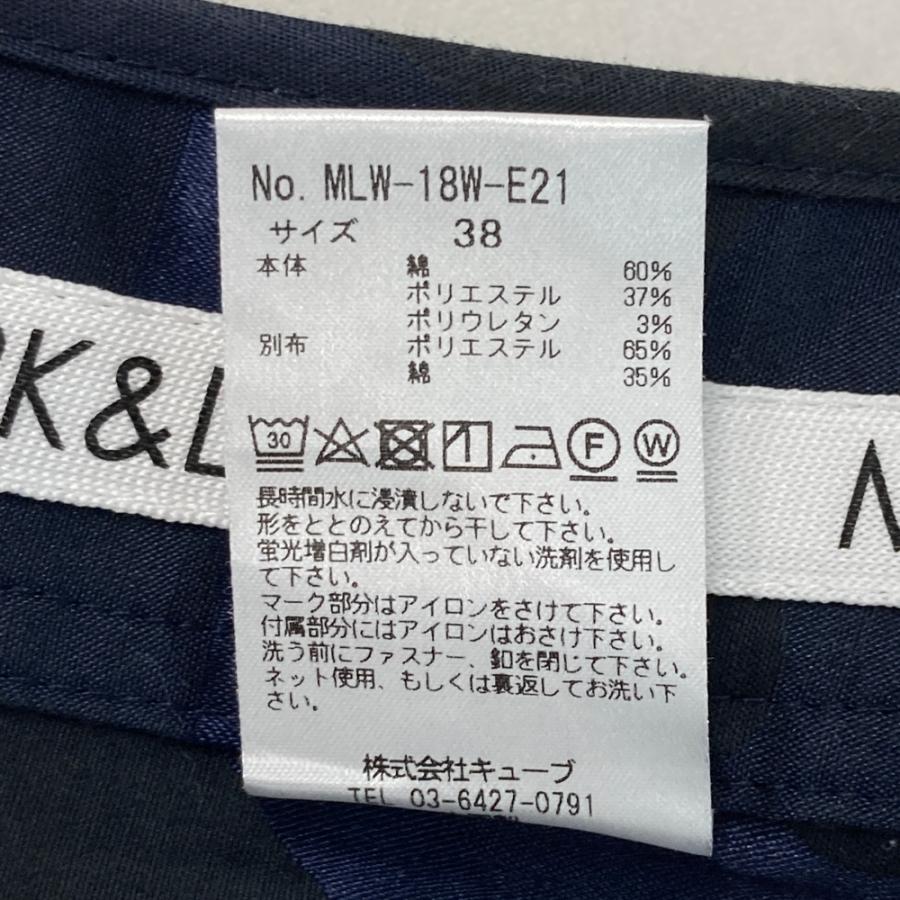 No. MLW-18W-E21
サイズ 38
本体 綿 60%
ポリエステル 37%
ポリウレタン 3%
別布 ポリエステル 65%
綿 35%
30 F W
K&L
長時間水に浸漬しないで下さい。
形をととのえてから干して下さい。
蛍光増白剤が入っていない洗剤を使用し
て下さい。
マーク部分はアイロンをさけて下さい。
付属部分にはアイロンはおさけ下さい。
洗う前にファスナー、釦を閉じて下さい。
ネット使用、もしくは裏返してお洗い下
さい。
株式会社キューブ
TEL 03-6427-0791